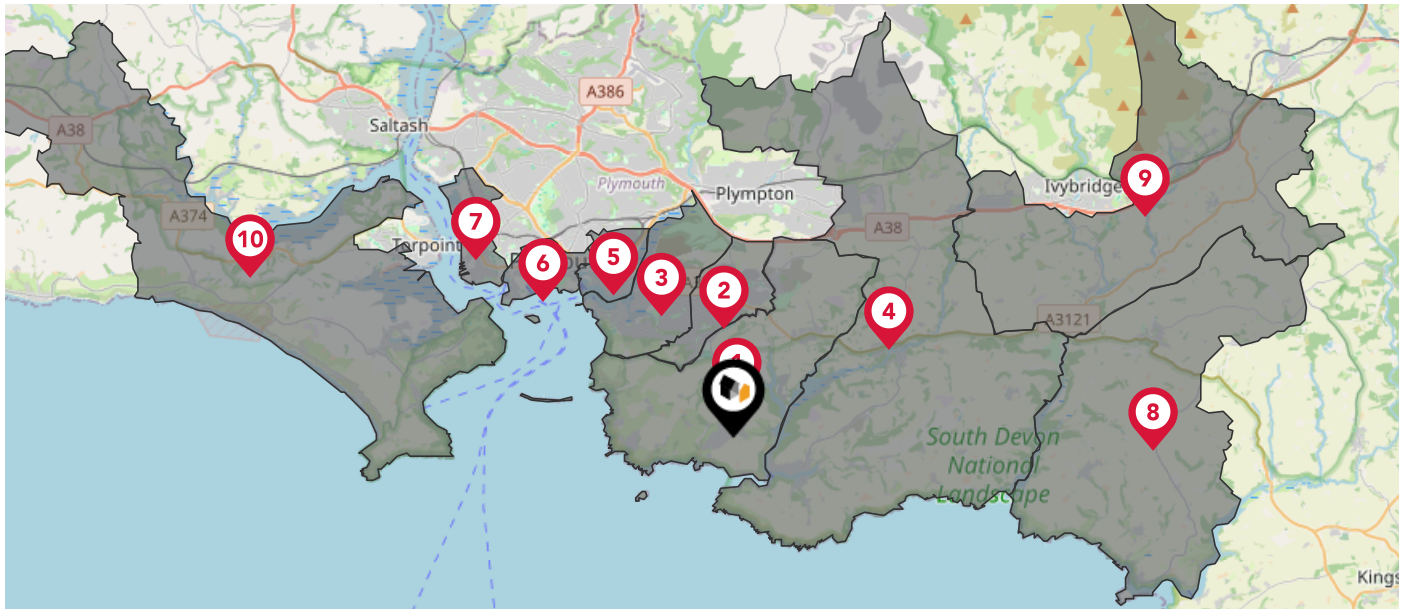 A386
A38
Saltash
Plymouth
Plympton
Ivybridge
9
A374
7
A38
10
Torpoint
5
6
3
2
4
A3121
1
8
South Devon
National
Landscape
Kings